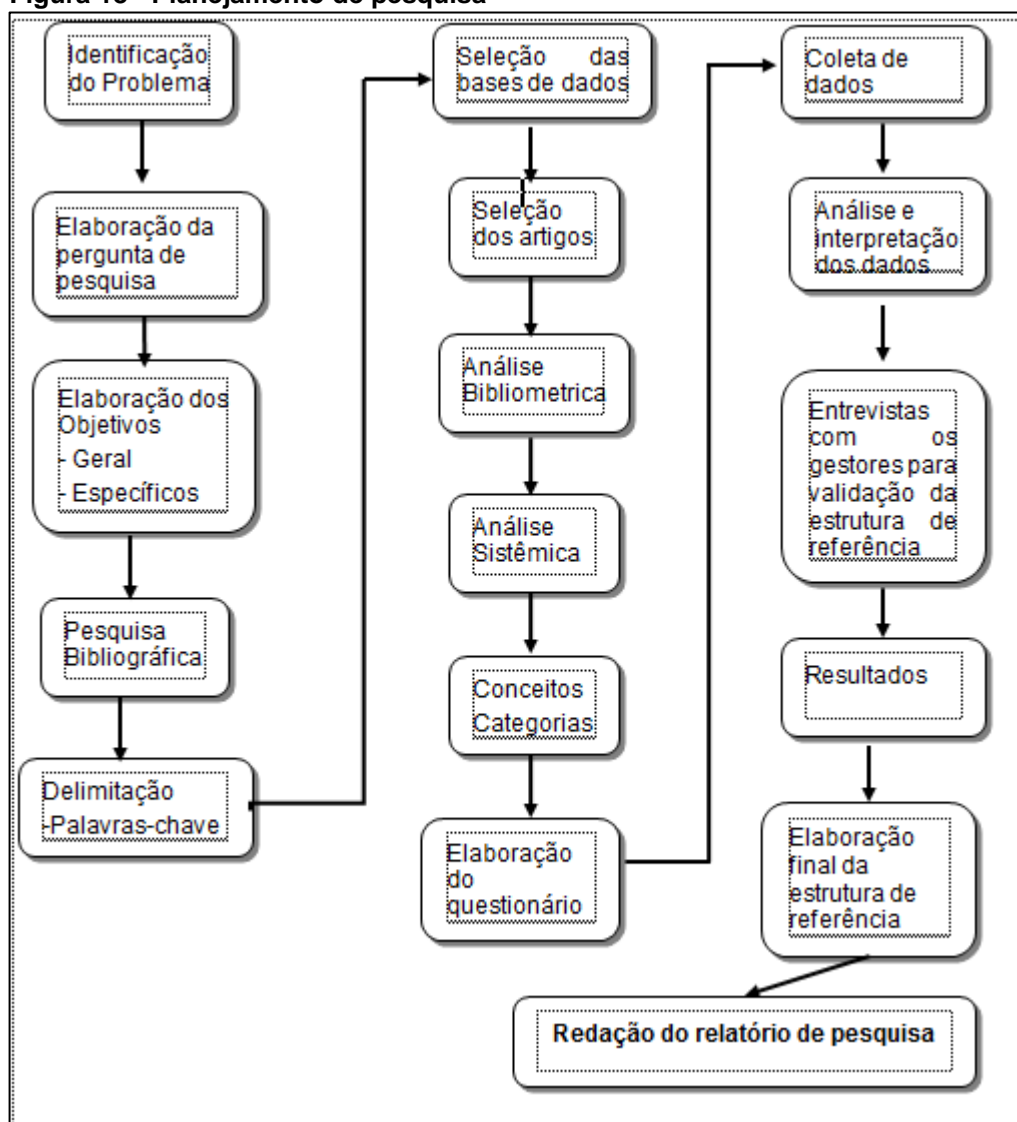 Planejamento de pesquisa
Identificação
do Problema
Elaboração da
pergunta de
pesquisa
Elaboração dos
Objetivos
- Geral
- Específicos
Pesquisa
Bibliográfica
Delimitação
-Palavras-chave
Seleção das
bases de dados
Seleção
dos artigos
Análise
Bibliometrica
Análise
Sistêmica
Conceitos
Categorias
Elaboração
do
questionário
Coleta de
dados
Análise e
interpretação
dos dados
Entrevistas
com os
gestores para
validação da
estrutura de
referência
Resultados
Elaboração
final da
estrutura de
referência
Redação do relatório de pesquisa